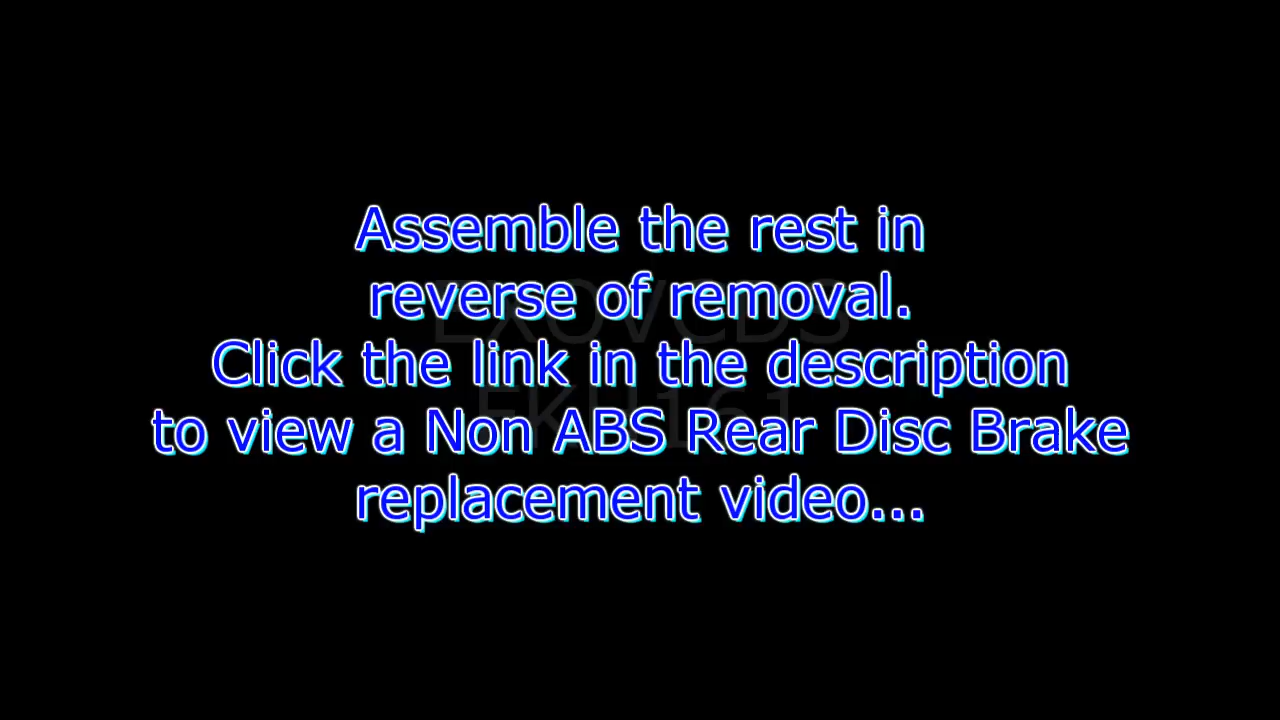 Assemble the rest in
reverse of removal.
Click the link in the description
to view a Non ABS Rear Disc Brake
replacement video...
EXOVCDS